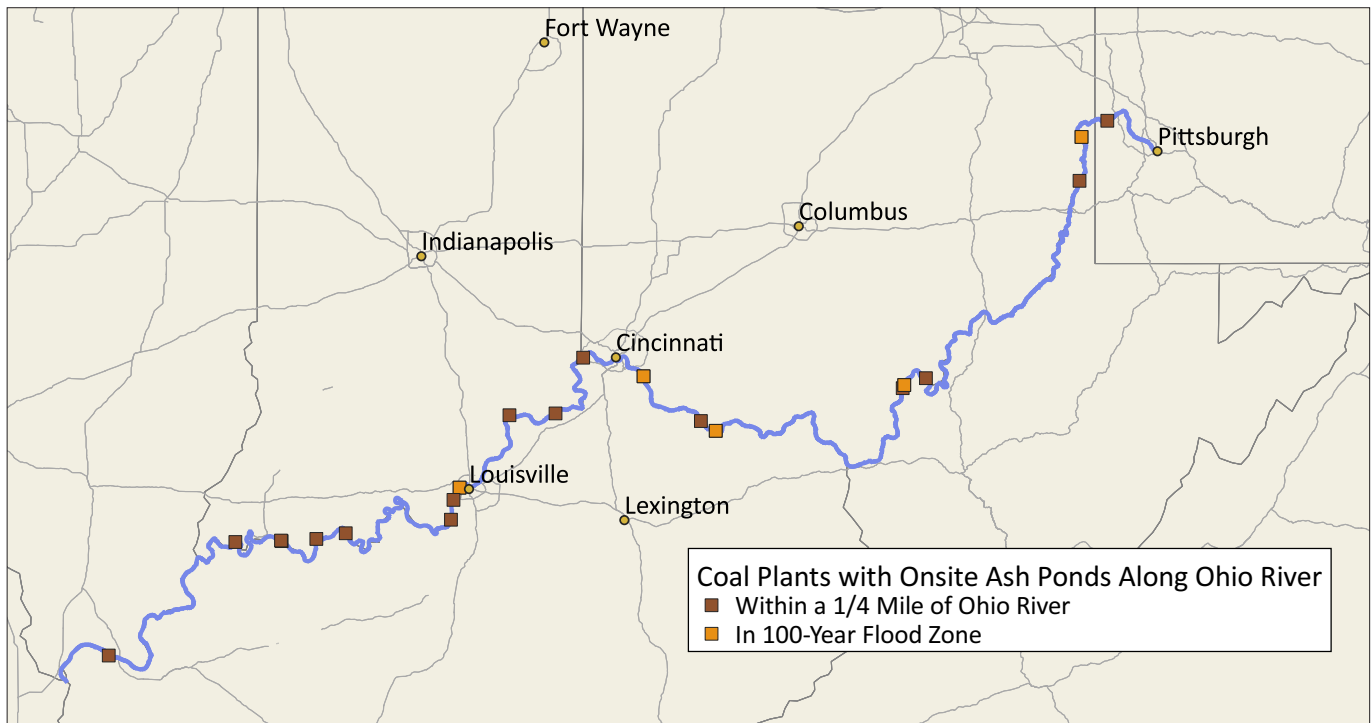 Fort Wayne
Pittsburgh
Columbus
Indianapolis
Cincinnati
Louisville
Lexington
Coal Plants with Onsite Ash Ponds Along Ohio River
Within a 1/4 Mile of Ohio River
In 100-Year Flood Zone